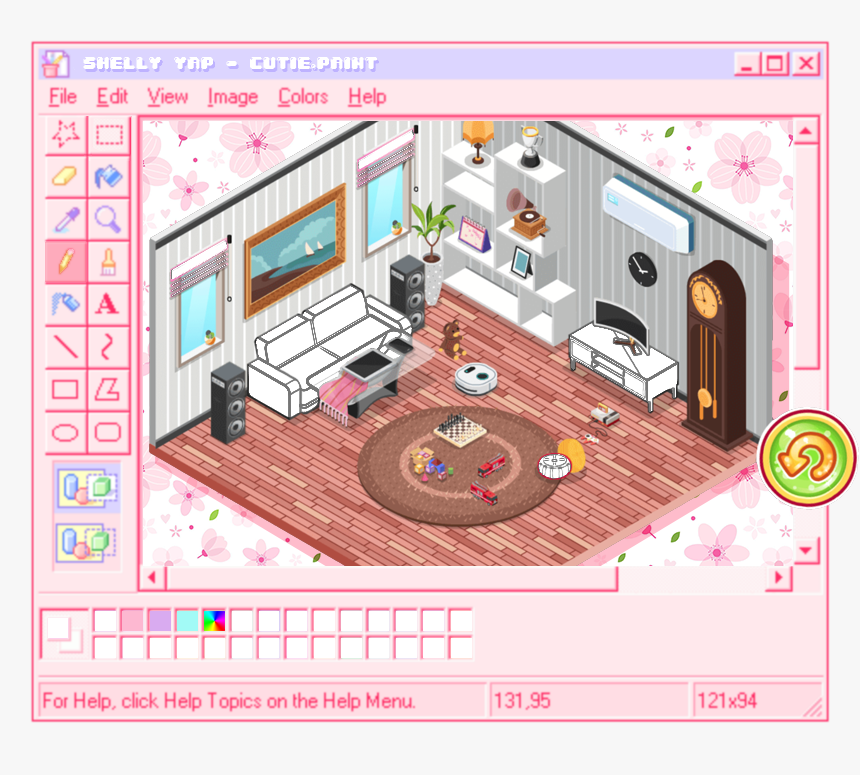 SHELLY YAP - CUTIE.PAINT
File Edit View Image Colors Help
A
For Help, click Help Topics on the Help Menu.
131,95
121x94